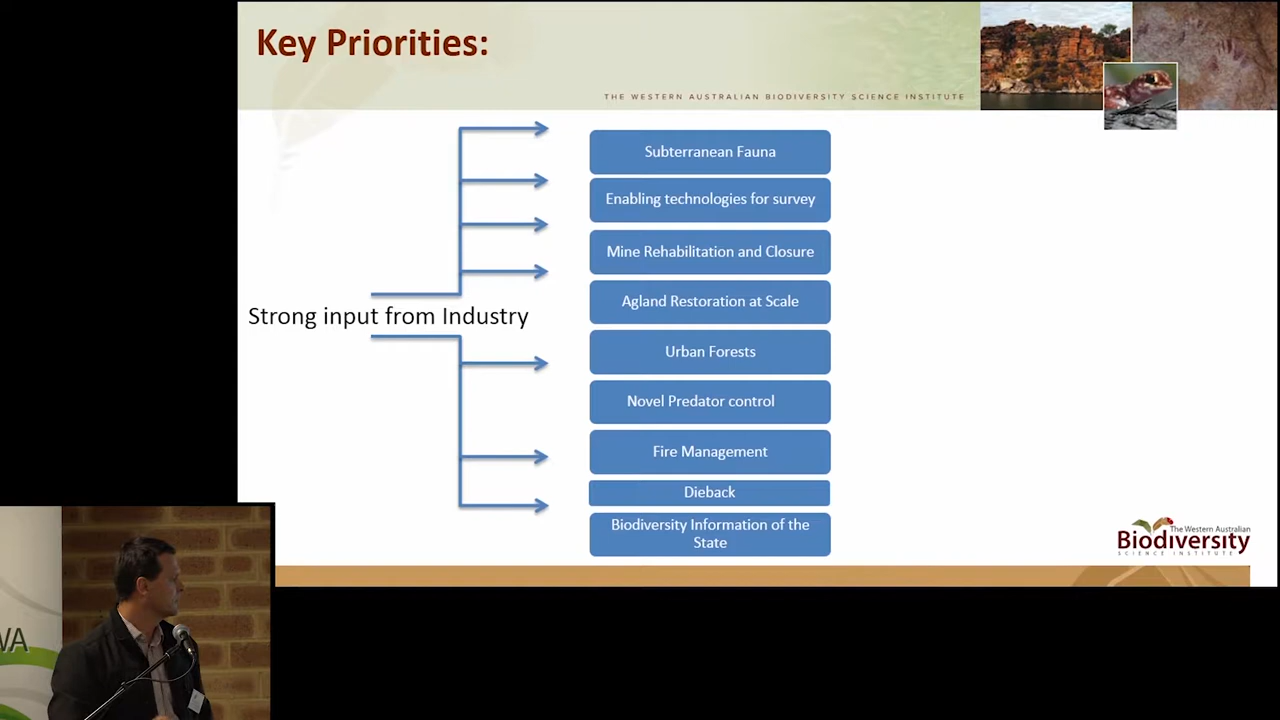 Key Priorities:
THE WESTERN AUSTRALIAN BIODIVERSITY SCIENCE INSTITUTE
Subterranean Fauna
Enabling technologies for survey
Mine Rehabilitation and Closure
Agland Restoration at Scale
Strong input from Industry
Urban Forests
Novel Predator control
Fire Management
Dieback
Biodiversity Information of the
State
The Western Australian
Biodiversity
SCIENCE INSTITUTE
WA